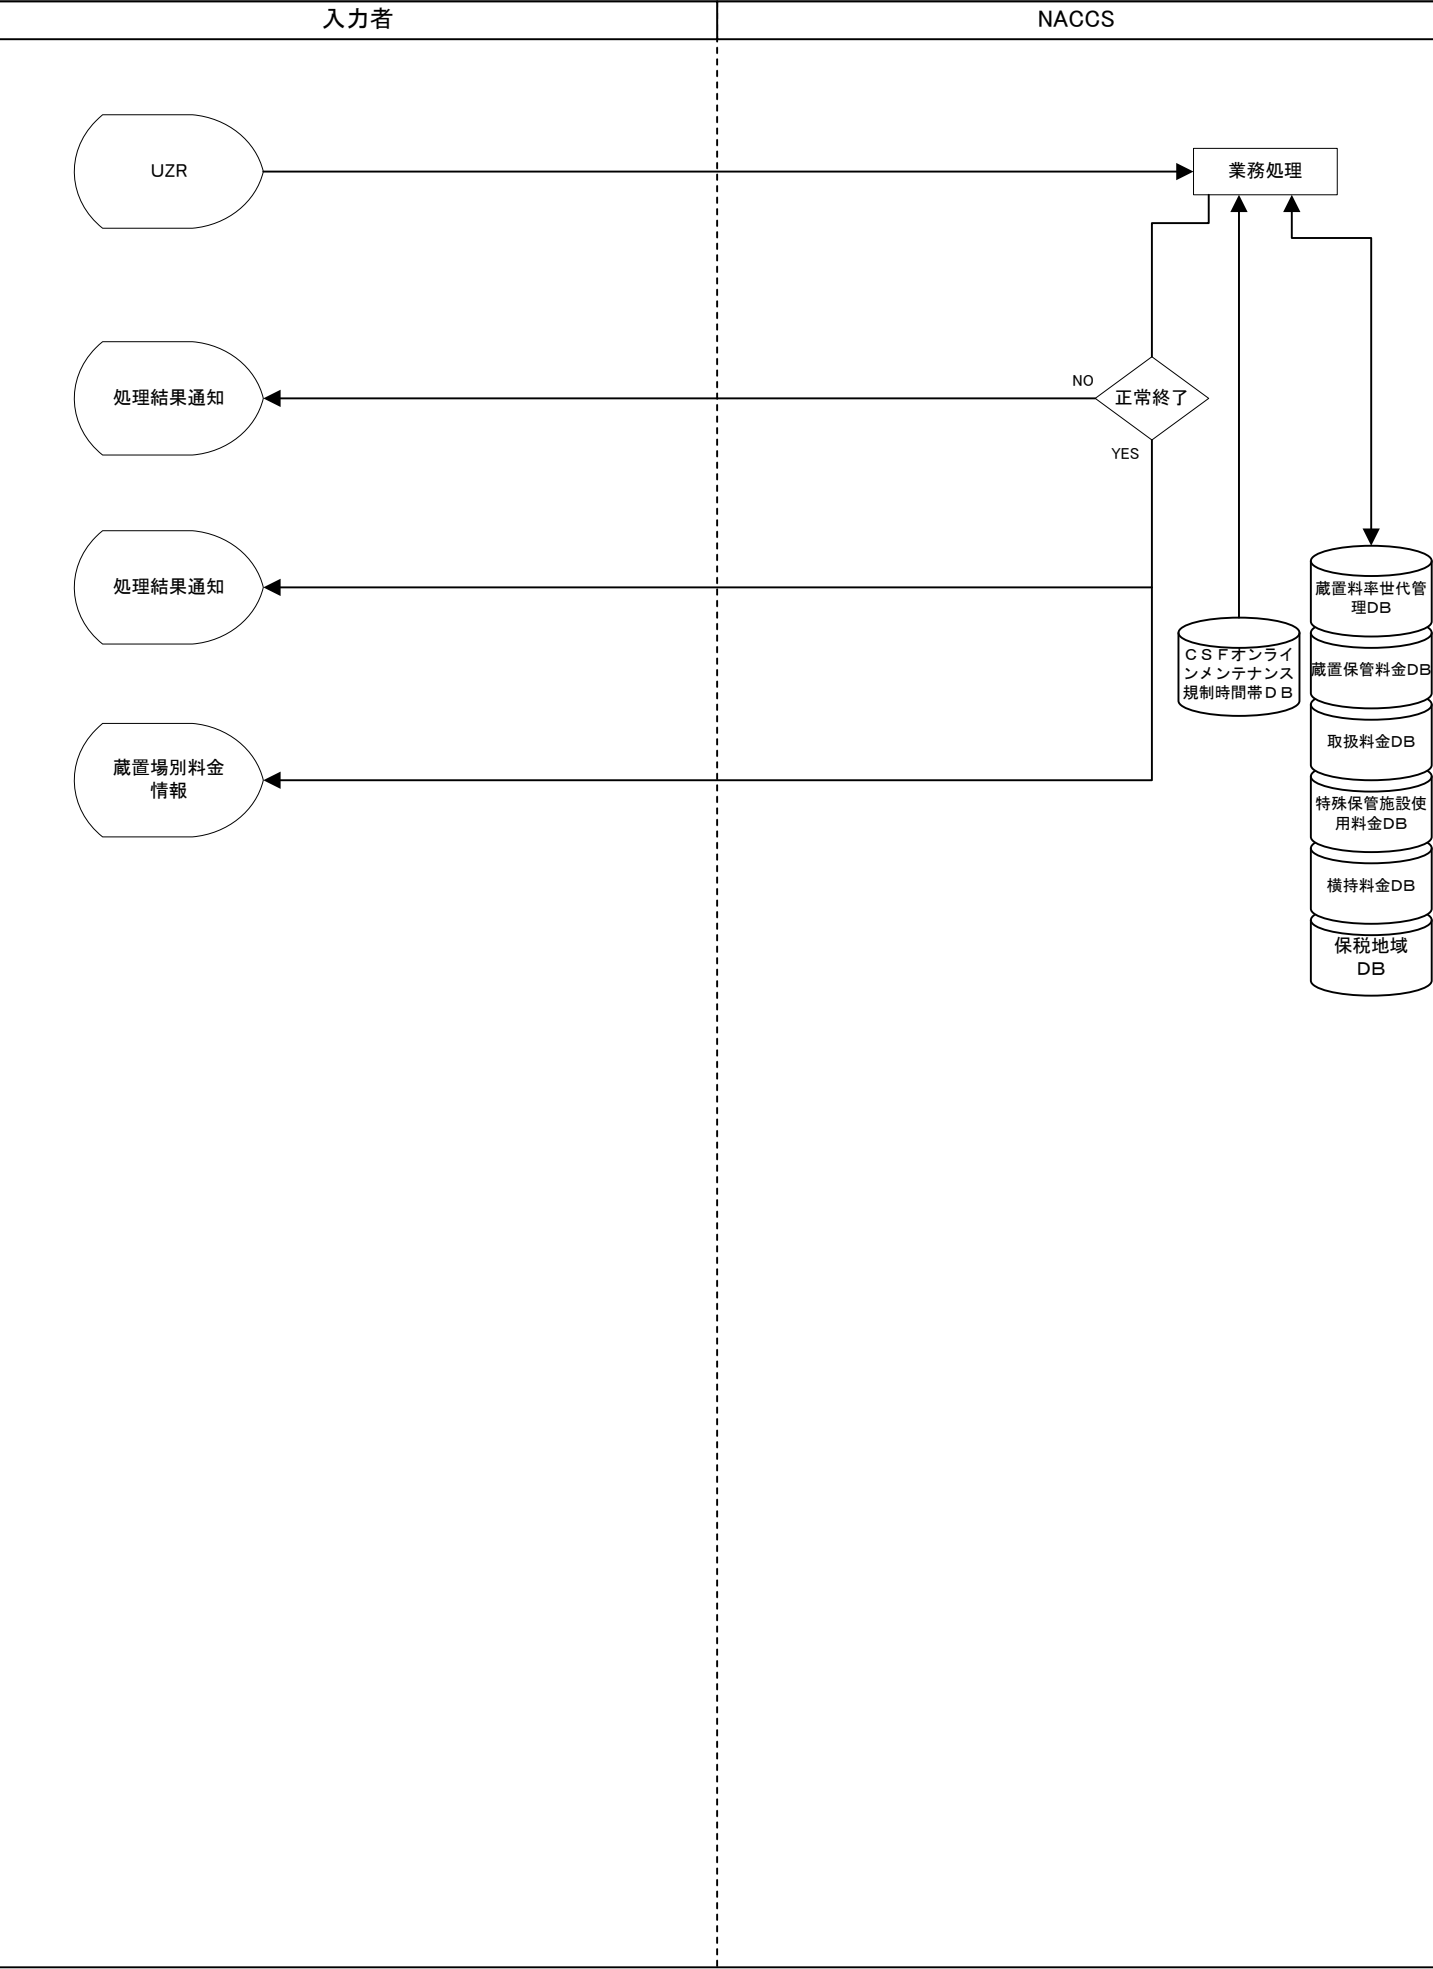 入力者
NACCS
UZR
業務処理
処理結果通知
NO
正常終了
YES
処理結果通知
蔵置料率世代管
理DB
CSFオンライ
ンメンテナンス
規制時間帯DB
蔵置保管料金DB
取扱料金DB
蔵置場別料金
情報
特殊保管施設使
用料金DB
横持料金DB
保税地域
DB